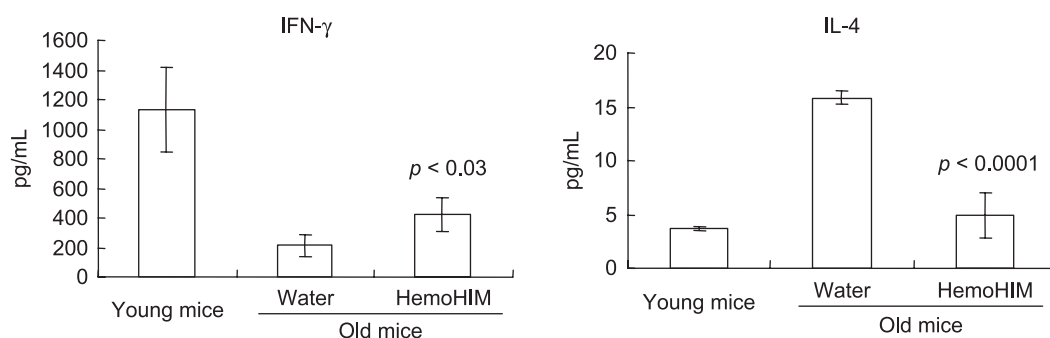 IFN-γ
1600
1400
1200
1000
800
600
400
200
0
pg/mL
p < 0.03
Young mice
Water
HemoHIM
Old mice
IL-4
20
15
10
5
0
pg/mL
p < 0.0001
Young mice
Water
HemoHIM
Old mice